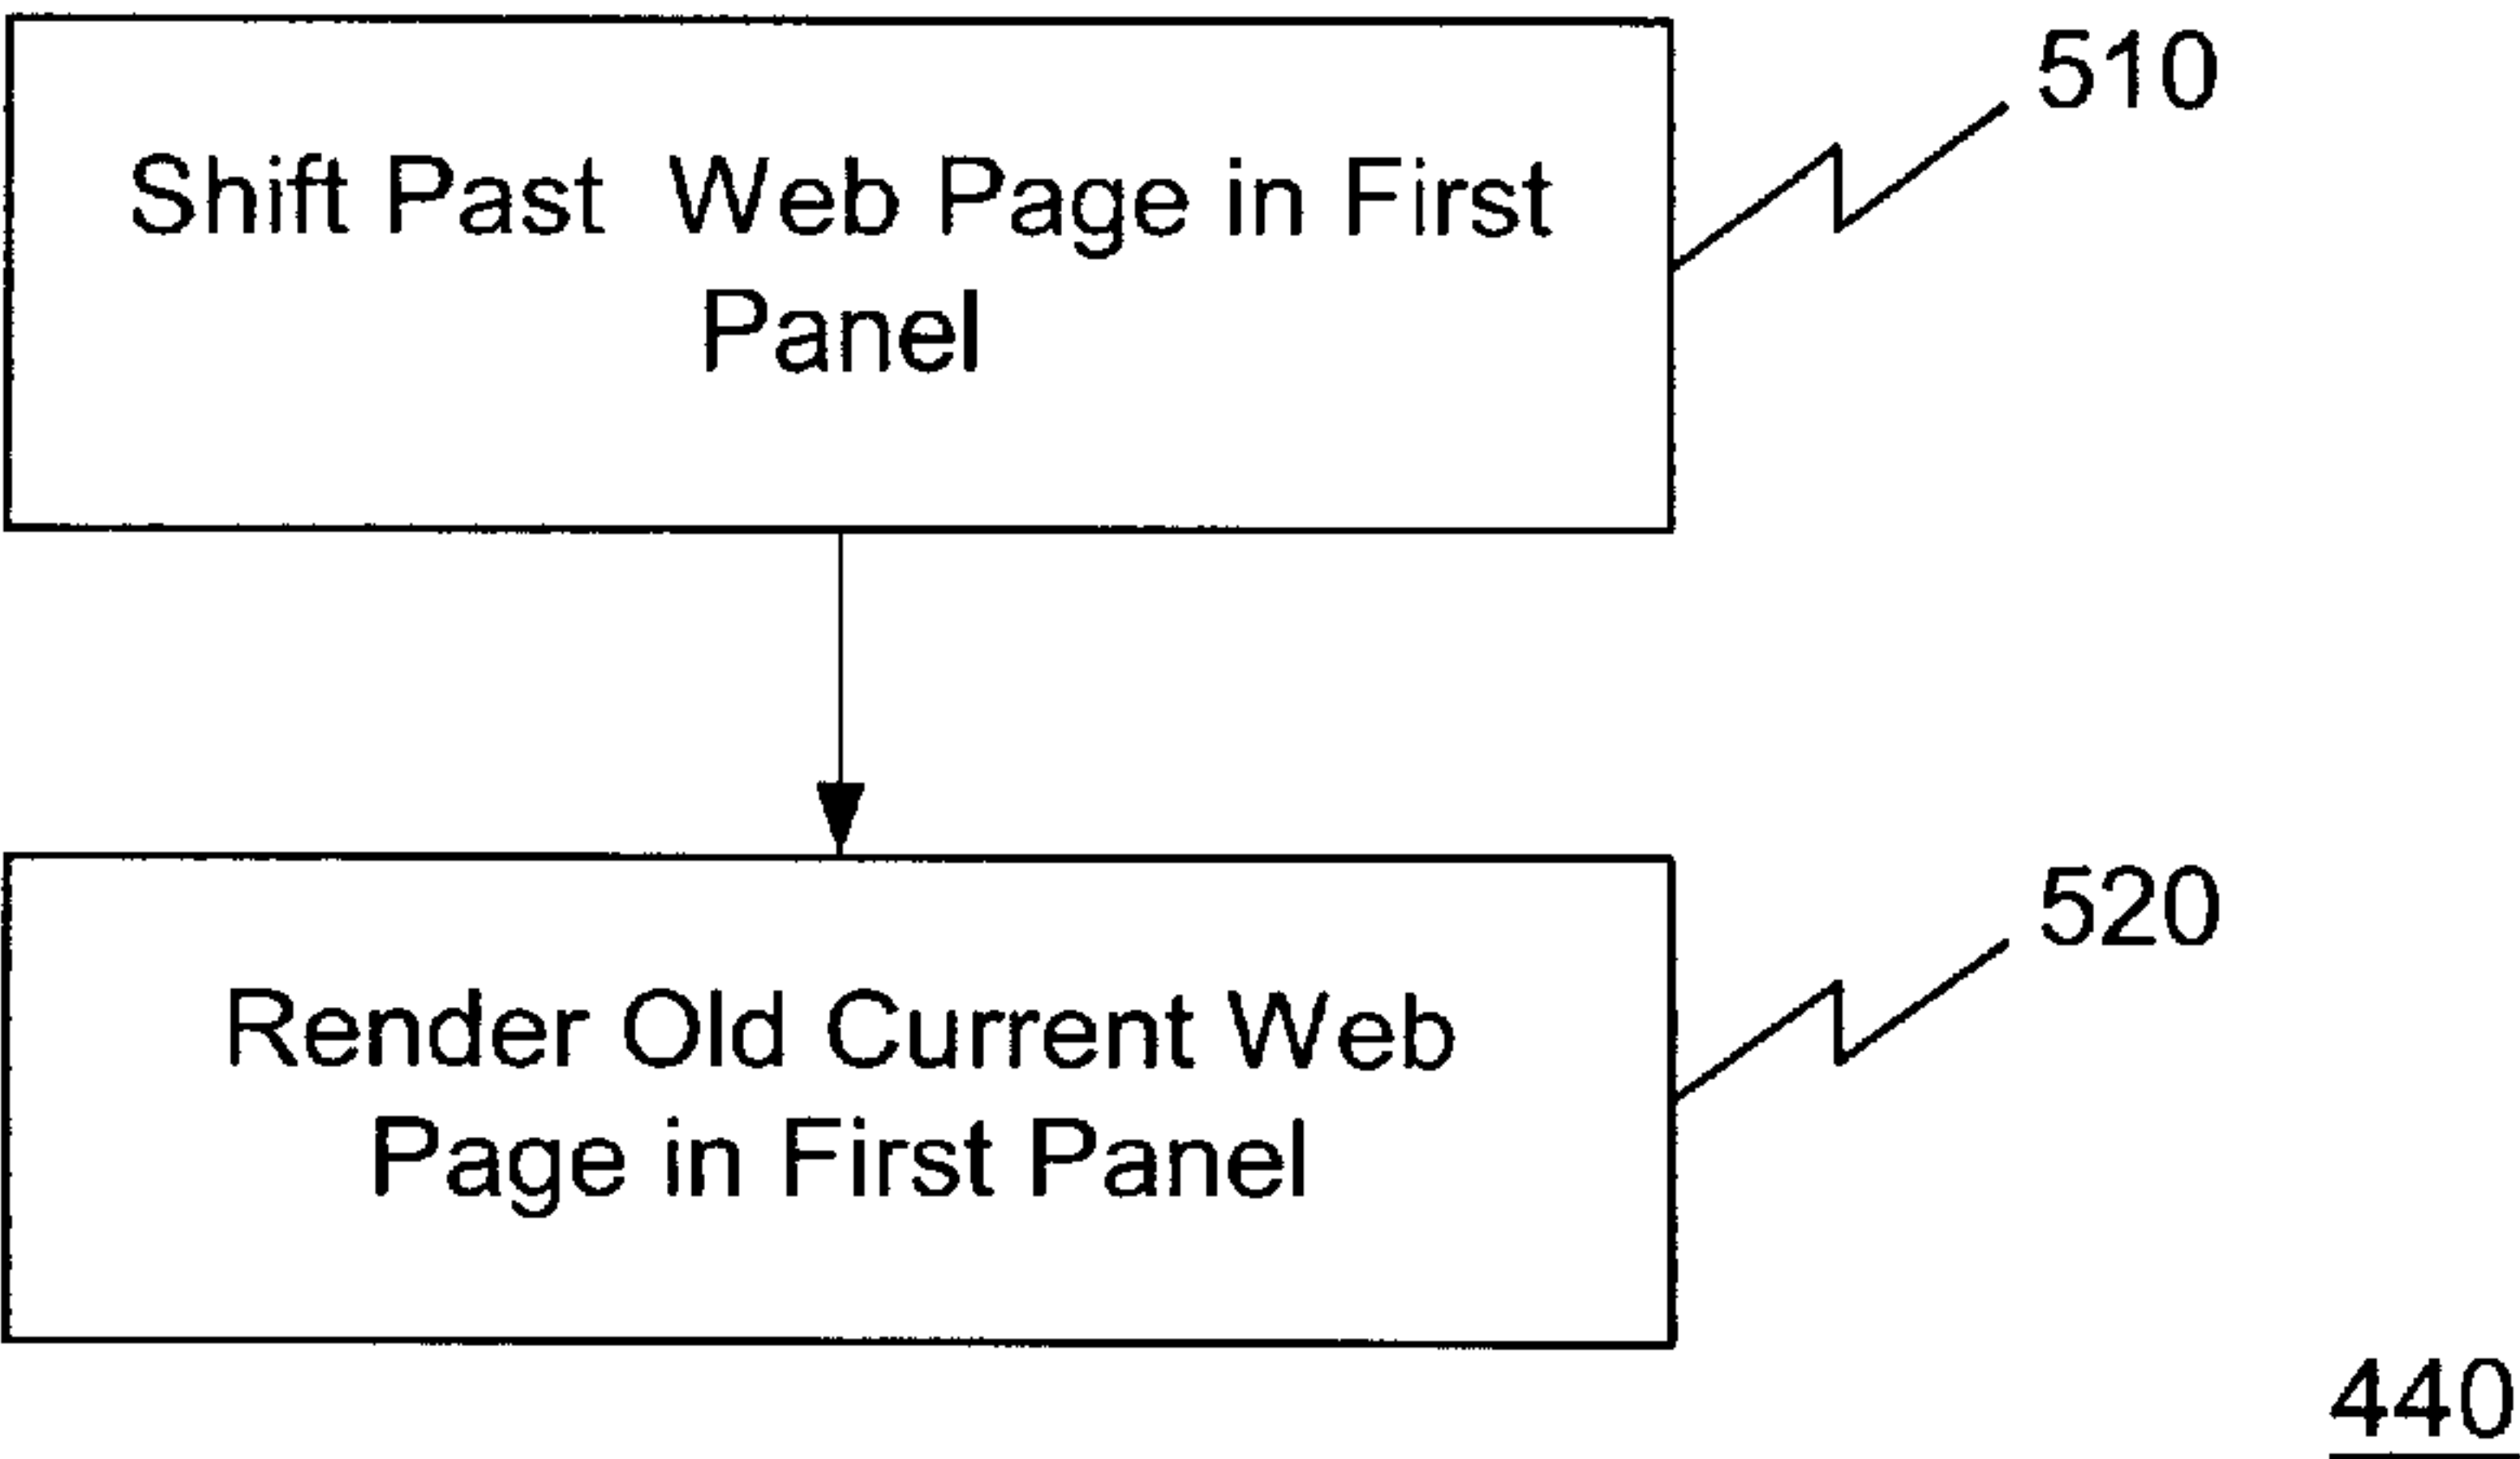 510
Shift Past Web Page in First
Panel
520
Render Old Current Web
Page in First Panel
440